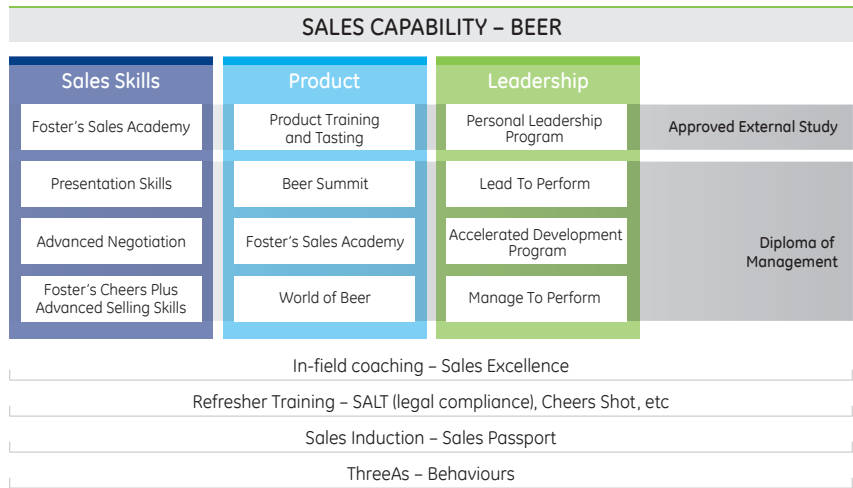 SALES CAPABILITY – BEER
Sales Skills
Product
Leadership
Foster's Sales Academy
Product Training
and Tasting
Personal Leadership
Program
Approved External Study
Presentation Skills
Beer Summit
Lead To Perform
Advanced Negotiation
Foster's Sales Academy
Accelerated Development
Program
Diploma of
Management
Foster's Cheers Plus
Advanced Selling Skills
World of Beer
Manage To Perform
In-field coaching – Sales Excellence
Refresher Training – SALT (legal compliance), Cheers Shot, etc
Sales Induction – Sales Passport
ThreeAs – Behaviours